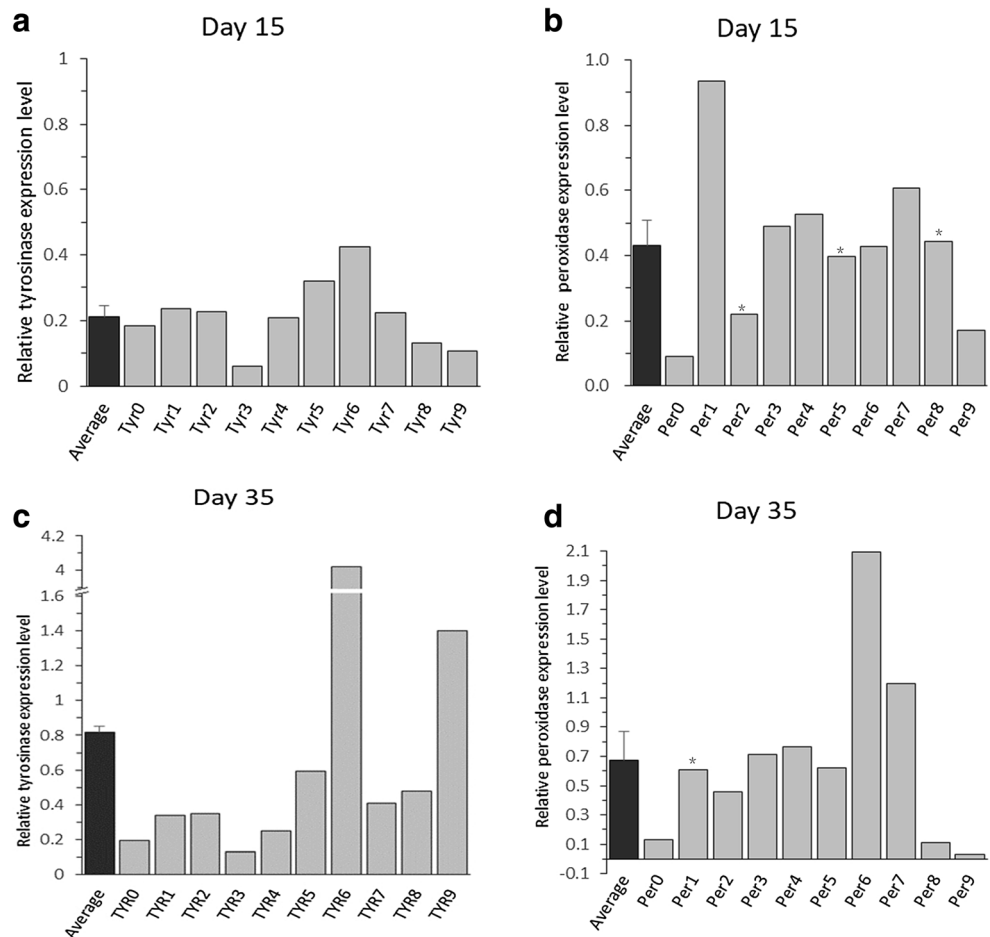 a
Day 15
Relative tyrosinase expression level
1
0.8
0.6
0.4
0.2
0
Average
Tyr0
Tyr1
Tyr2
Tyr3
Tyr4
Tyr5
Tyr6
Tyr7
Tyr8
Tyr9
b
Day 15
Relative peroxidase expression level
1.0
0.8
0.6
0.4
0.2
0.0
*
*
*
Average
Per0
Per1
Per2
Per3
Per4
Per5
Per6
Per7
Per8
Per9
c
Day 35
Relative tyrosinase expression level
4.2
4
1.6
1.4
1.2
1
0.8
0.6
0.4
0.2
0
Average
TYR0
TYR1
TYR2
TYR3
TYR4
TYR5
TYR6
TYR7
TYR8
TYR9
d
Day 35
Relative peroxidase expression level
2.1
1.9
1.7
1.5
1.3
1.1
0.9
0.7
0.5
0.3
0.1
-0.1
*
Average
Per0
Per1
Per2
Per3
Per4
Per5
Per6
Per7
Per8
Per9